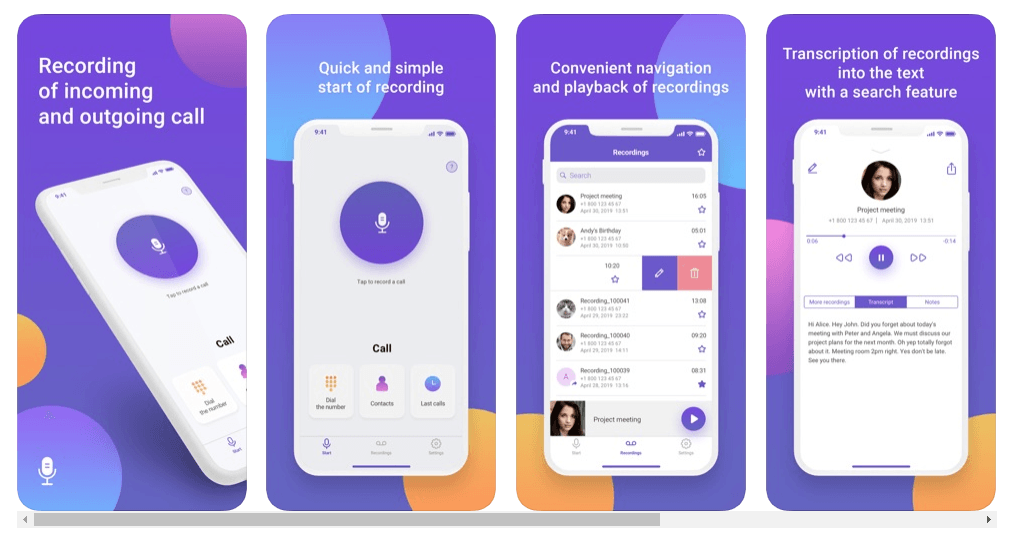 Recording
of incoming
and outgoing call
9:41
Tap to record a call
Call
Dial
the number
Start
Quick and simple
start of recording
9:41
Tap to record a call
Call
Dial
the number
Contacts
Last calls
Start
Recordings
Settings
Convenient navigation
and playback of recordings
9:41
Recordings
Search
Project meeting
16:05
+1 800 123 45 67
April 30, 2019 13:51
Andy's Birthday
05:01
+1 800 123 45 67
April 30, 2019 10:50
10:20
Recording_100041
13:08
+1 800 123 45 67
April 29, 2019 23:22
Recording_100040
09:20
+1 800 123 45 67
April 29, 2019 14:11
A
Recording_100039
08:31
+1 800 123 45 67
April 28, 2019 13:16
Project meeting
Start
Recordings
Settings
Transcription of recordings
into the text
with a search feature
9:41
Project meeting
+1 800 123 45 67 | April 30, 2019 13:51
0:06
-0:14
More recordings
Transcript
Notes
Hi Alice. Hey John. Did you forget about today's
meeting with Peter and Angela. We must discuss our
project plans for the next month. Oh yep totally forgot
about it. Meeting room 2pm right. Yes don't be late.
See you there.